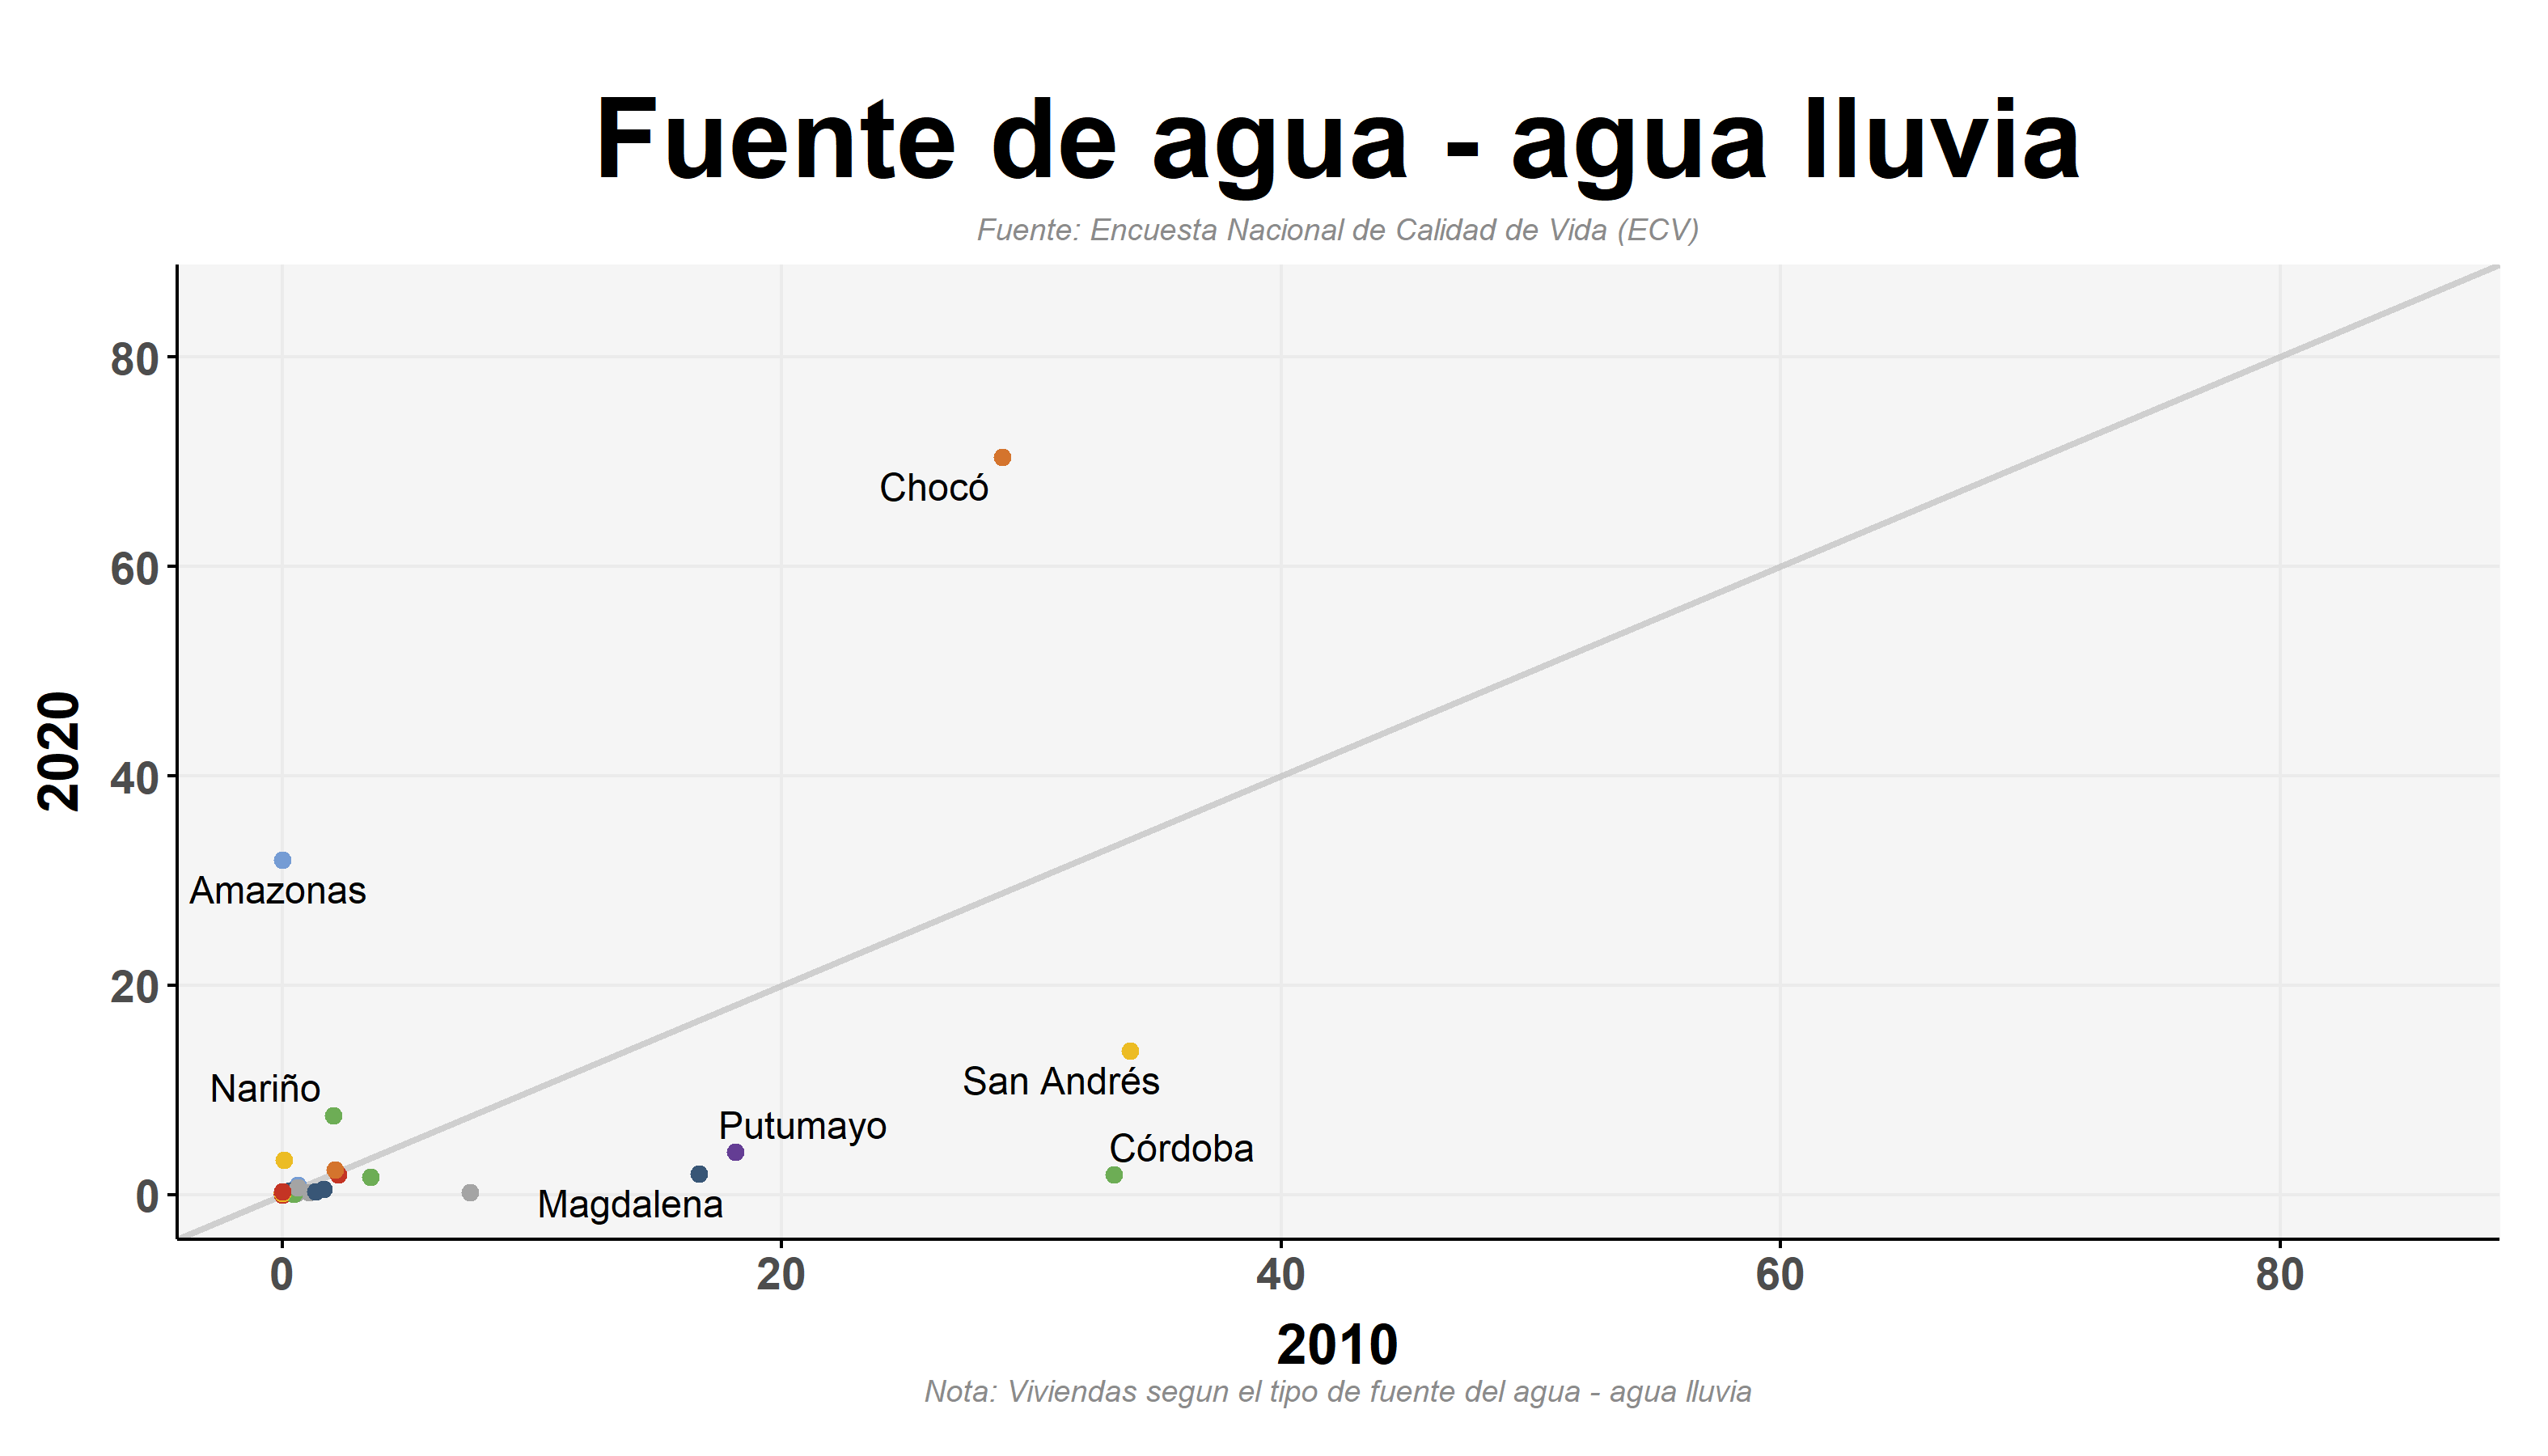 Fuente de agua - agua lluvia
Fuente: Encuesta Nacional de Calidad de Vida (ECV)
80
60
40
20
0
2020
Chocó
Amazonas
Nariño
San Andrés
Putumayo
Córdoba
Magdalena
0 20 40 60 80
2010
Nota: Viviendas segun el tipo de fuente del agua - agua lluvia